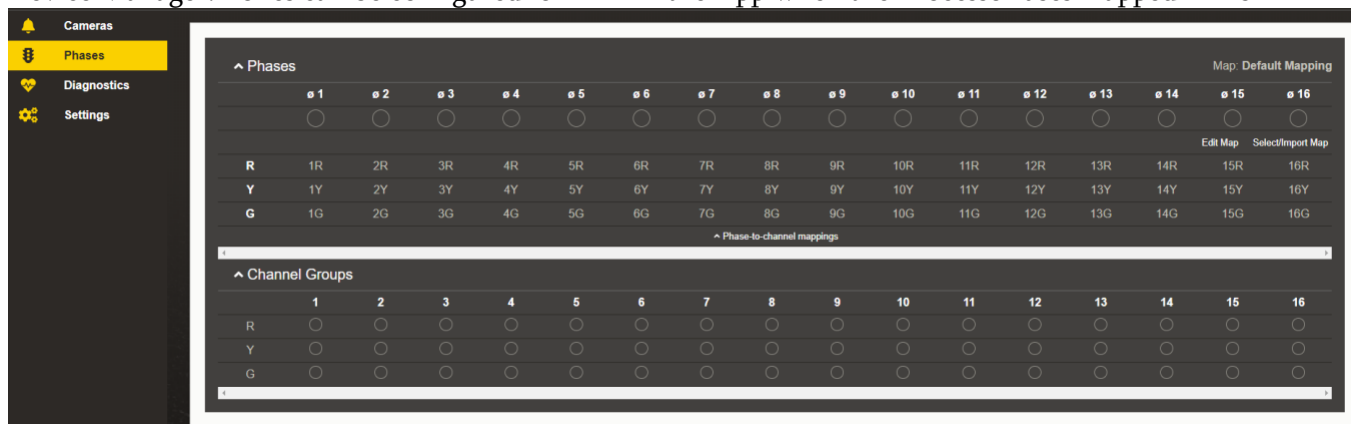 Cameras
Phases
Diagnostics
Settings
Phases Map: Default Mapping
ø 1 ø 2 ø 3 ø 4 ø 5 ø 6 ø 7 ø 8 ø 9 ø 10 ø 11 ø 12 ø 13 ø 14 ø 15 ø 16
Edit Map Select/Import Map
R 1R 2R 3R 4R 5R 6R 7R 8R 9R 10R 11R 12R 13R 14R 15R 16R
Y 1Y 2Y 3Y 4Y 5Y 6Y 7Y 8Y 9Y 10Y 11Y 12Y 13Y 14Y 15Y 16Y
G 1G 2G 3G 4G 5G 6G 7G 8G 9G 10G 11G 12G 13G 14G 15G 16G
Phase-to-channel mappings
Channel Groups
1 2 3 4 5 6 7 8 9 10 11 12 13 14 15 16
R
Y
G